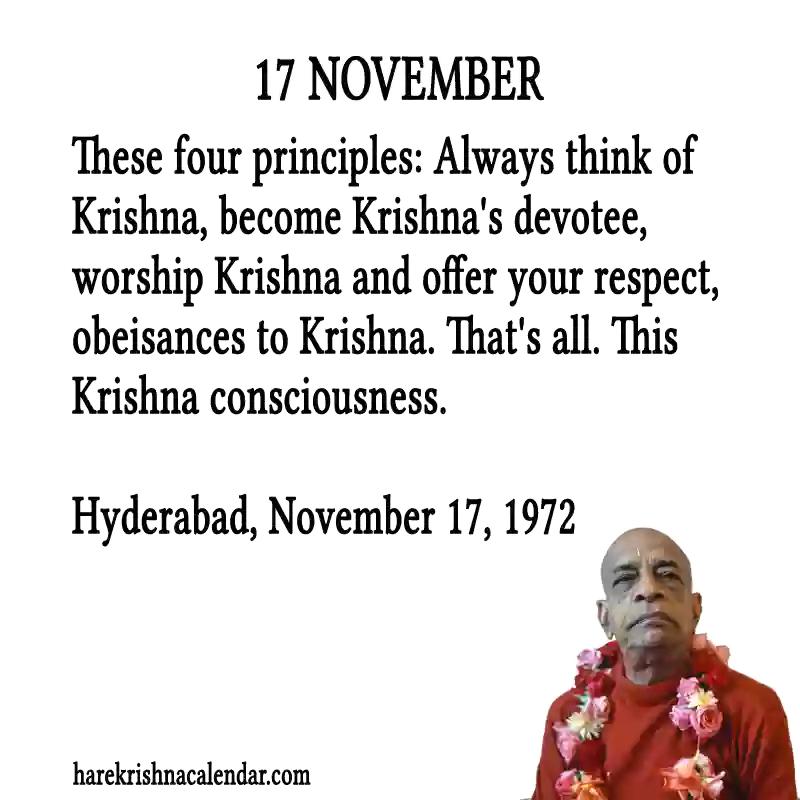 17 NOVEMBER
These four principles: Always think of
Krishna, become Krishna's devotee,
worship Krishna and offer your respect,
obeisances to Krishna. That's all. This
Krishna consciousness.
Hyderabad, November 17, 1972
harekrishnacalendar.com